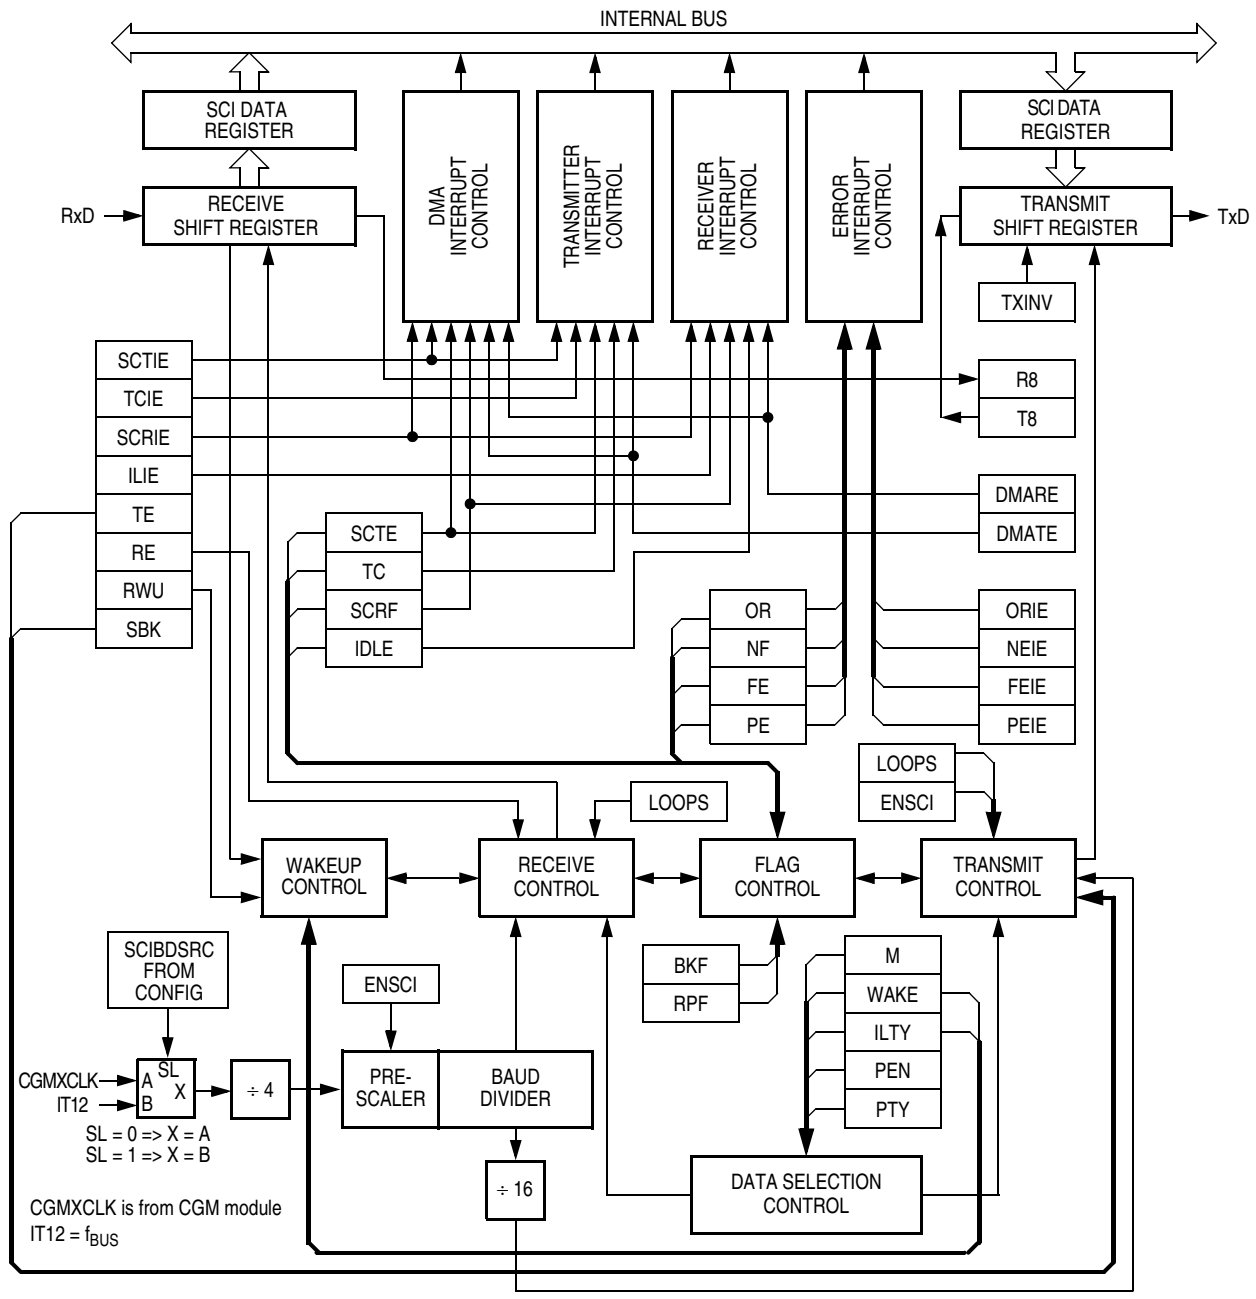 INTERNAL BUS
SCI DATA
REGISTER
DMA
INTERRUPT
CONTROL
TRANSMITTER
INTERRUPT
CONTROL
RECEIVER
INTERRUPT
CONTROL
ERROR
INTERRUPT
CONTROL
SCI DATA
REGISTER
RxD
RECEIVE
SHIFT REGISTER
TRANSMIT
SHIFT REGISTER
TxD
TXINV
SCTIE
TCIE
SCRIE
ILIE
TE
RE
RWU
SBK
R8
T8
DMARE
DMATE
SCTE
TC
SCRF
IDLE
OR
NF
FE
PE
ORIE
NEIE
FEIE
PEIE
LOOPS
ENSCI
LOOPS
WAKEUP
CONTROL
RECEIVE
CONTROL
FLAG
CONTROL
TRANSMIT
CONTROL
SCIBDSRC
FROM
CONFIG
ENSCI
BKF
RPF
M
WAKE
ILTY
PEN
PTY
CGMXCLK
IT12
SL
A
X
B
÷ 4
PRE-
SCALER
BAUD
DIVIDER
SL = 0 => X = A
SL = 1 => X = B
÷ 16
DATA SELECTION
CONTROL
CGMXCLK is from CGM module
IT12 = fBUS